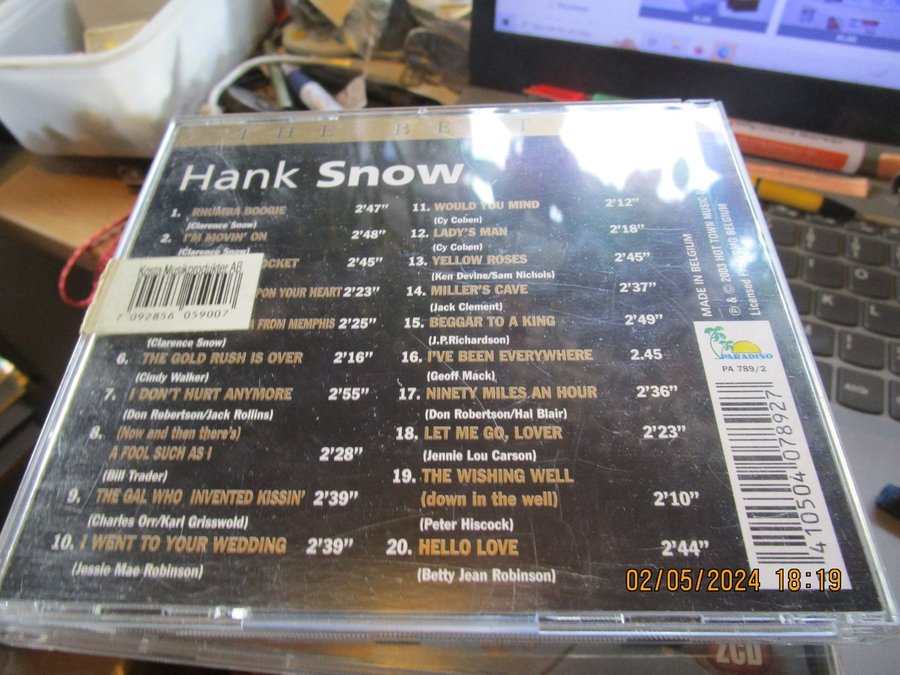 THE BEST
Hank Snow
1. RHUMBA BOOGIE 2'47"
(Clarence Snow)
2. I'M MOVIN' ON 2'48"
(Clarence Snow)
OCKET 2'45"
PON YOUR HEART 2'23"
FROM MEMPHIS 2'25"
(Clarence Snow)
6. THE GOLD RUSH IS OVER 2'16"
(Cindy Walker)
7. I DON'T HURT ANYMORE 2'55"
(Don Robertson/Jack Rollins)
8. (Now and then there's)
A FOOL SUCH AS I 2'28"
(Bill Trader)
9. THE GAL WHO INVENTED KISSIN' 2'39"
(Charles Orr/Karl Grisswold)
10. I WENT TO YOUR WEDDING 2'39"
(Jessie Mae Robinson)
11. WOULD YOU MIND 2'12"
(Cy Coben)
12. LADY'S MAN 2'18"
(Cy Coben)
13. YELLOW ROSES 2'45"
(Ken Devine/Sam Nichols)
14. MILLER'S CAVE 2'37"
(Jack Clement)
15. BEGGAR TO A KING 2'49"
(J.P.Richardson)
16. I'VE BEEN EVERYWHERE 2.45
(Geoff Mack)
17. NINETY MILES AN HOUR 2'36"
(Don Robertson/Hal Blair)
18. LET ME GO, LOVER 2'23"
(Jennie Lou Carson)
19. THE WISHING WELL
(down in the well) 2'10"
(Peter Hiscock)
20. HELLO LOVE 2'44"
(Betty Jean Robinson)
Kosin Musikprodukter AB
7 092856 059007
MADE IN BELGIUM
℗ & © 2003 HOT TOWN MUSIC
Licensed MO BELGIUM
PARADISO
PA 789/2
4 105040 78927
2CD
02/05/2024 18:19